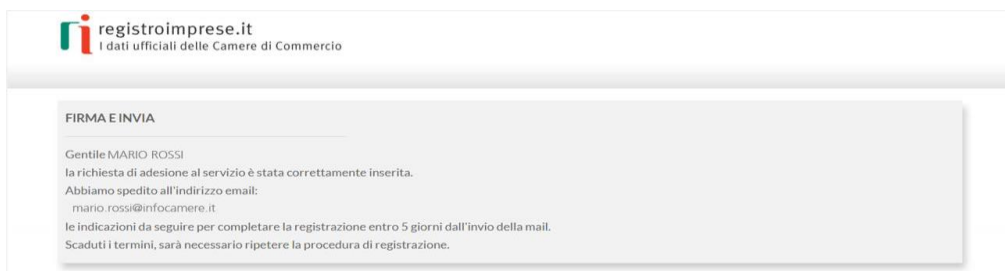 registroimprese.it
I dati ufficiali delle Camere di Commercio
FIRMA E INVIA
Gentile MARIO ROSSI
la richiesta di adesione al servizio è stata correttamente inserita.
Abbiamo spedito all'indirizzo email:
mario.rossi@infocamere.it
le indicazioni da seguire per completare la registrazione entro 5 giorni dall'invio della mail.
Scaduti i termini, sarà necessario ripetere la procedura di registrazione.